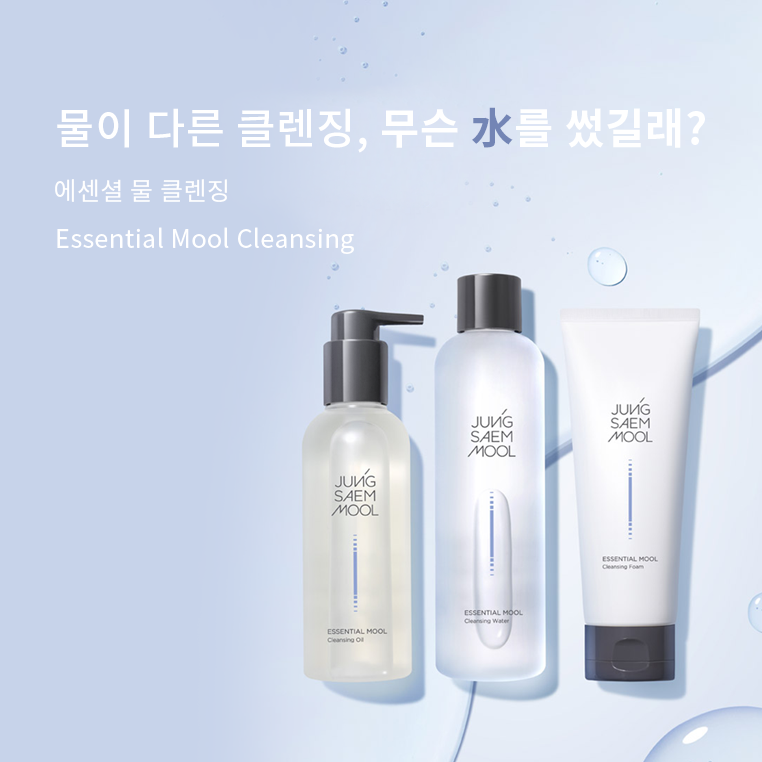 물이 다른 클렌징, 무슨 水를 썼길래?
에센셜 물 클렌징
Essential Mool Cleansing
JUNG
SAEM
MOOL
ESSENTIAL MOOL
Cleansing Oil
JUNG
SAEM
MOOL
ESSENTIAL MOOL
Cleansing Water
JUNG
SAEM
MOOL
ESSENTIAL MOOL
Cleansing Foam